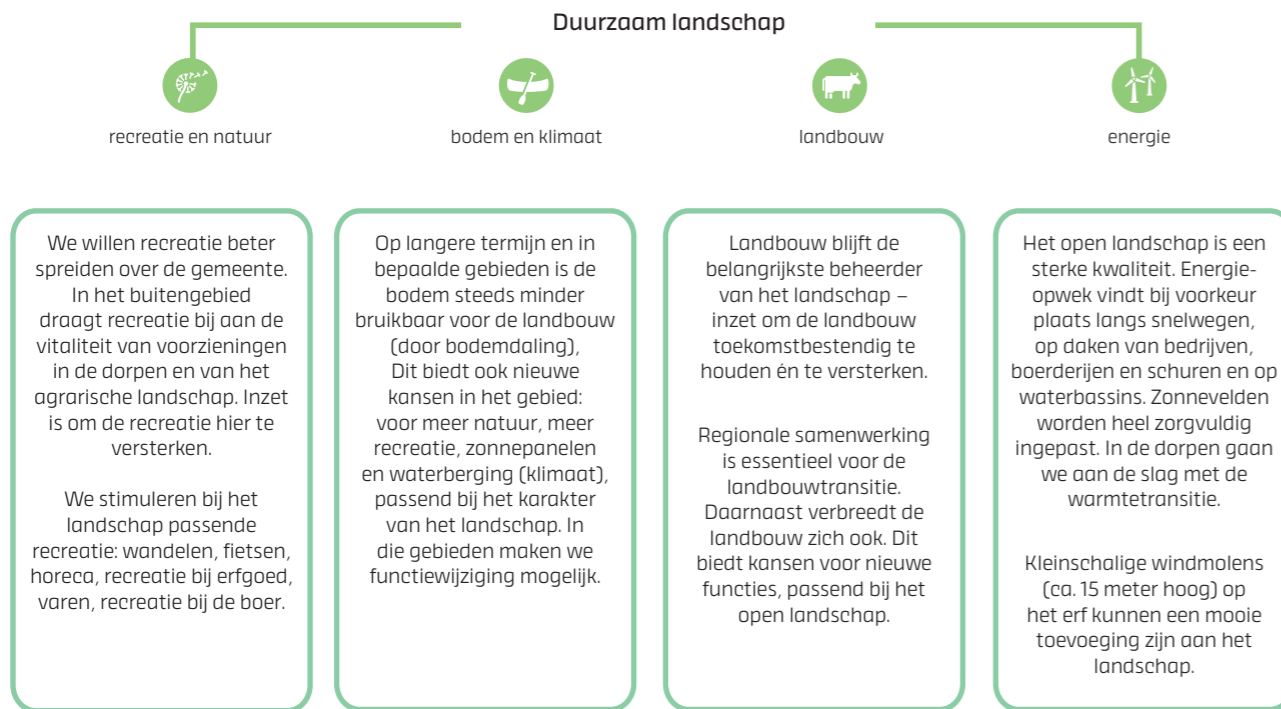 Duurzaam landschap
recreatie en natuur
bodem en klimaat
landbouw
energie
We willen recreatie beter
spreiden over de gemeente.
In het buitengebied
draagt recreatie bij aan de
vitaliteit van voorzieningen
in de dorpen en van het
agrarische landschap. Inzet
is om de recreatie hier te
versterken.
We stimuleren bij het
landschap passende
recreatie: wandelen, fietsen,
horeca, recreatie bij erfgoed,
varen, recreatie bij de boer.
Op langere termijn en in
bepaalde gebieden is de
bodem steeds minder
bruikbaar voor de landbouw
(door bodemdaling),
Dit biedt ook nieuwe
kansen in het gebied:
voor meer natuur, meer
recreatie, zonnepanelen
en waterberging (klimaat),
passend bij het karakter
van het landschap. In
die gebieden maken we
functiewijziging mogelijk.
Landbouw blijft de
belangrijkste beheerder
van het landschap –
inzet om de landbouw
toekomstbestendig te
houden én te versterken.
Regionale samenwerking
is essentieel voor de
landbouwtransitie.
Daarnaast verbreedt de
landbouw zich ook. Dit
biedt kansen voor nieuwe
functies, passend bij het
open landschap.
Het open landschap is een
sterke kwaliteit. Energie-
opwek vindt bij voorkeur
plaats langs snelwegen,
op daken van bedrijven,
boerderijen en schuren en op
waterbassins. Zonnevelden
worden heel zorgvuldig
ingepast. In de dorpen gaan
we aan de slag met de
warmtetransitie.
Kleinschalige windmolens
(ca. 15 meter hoog) op
het erf kunnen een mooie
toevoeging zijn aan het
landschap.